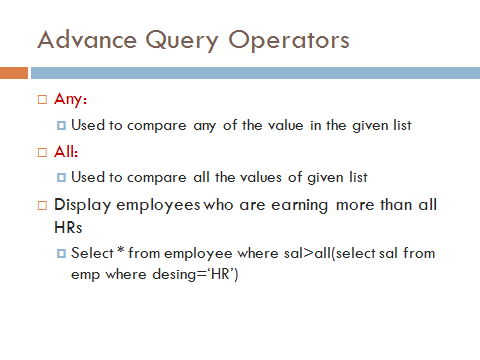 Advance Query Operators
Any:
Used to compare any of the value in the given list
All:
Used to compare all the values of given list
Display employees who are earning more than all
HRs
Select * from employee where sal>all(select sal from
emp where desing=‘HR’)